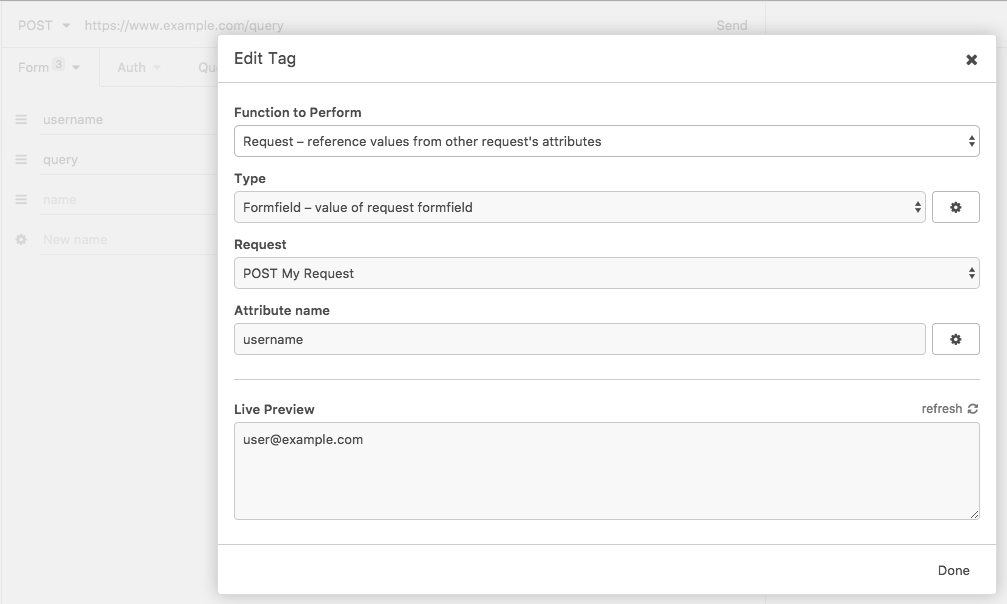 POST https://www.example.com/query Send
Form 3 Auth Qu
Edit Tag
username
query
name
New name
Function to Perform
Request – reference values from other request's attributes
Type
Formfield – value of request formfield
Request
POST My Request
Attribute name
username
Live Preview refresh
user@example.com
Done